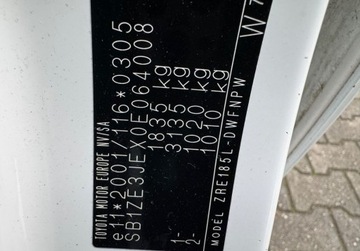 TOYOTA MOTOR EUROPE NV/SA
e11*2001/116*0305
SB1ZE3JEX0E064008
1835 kg
3135 kg
1- 1020 kg
2- 1010 kg
MODEL ZRE185L-DWFNPW
W 7